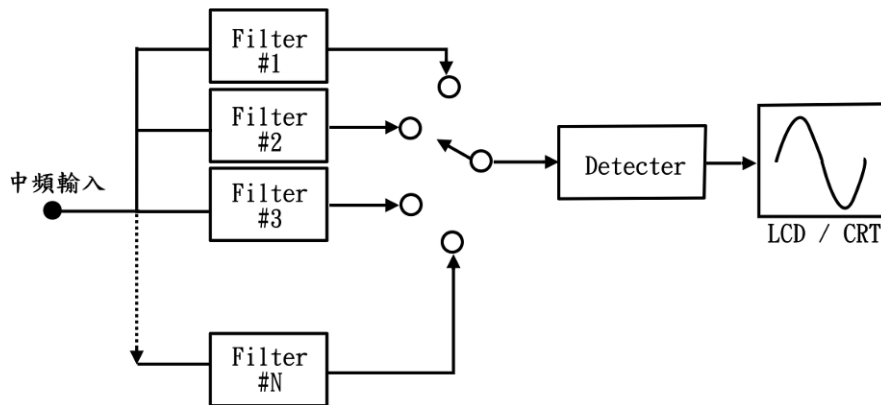 Filter
#1
Filter
#2
中頻輸入
Filter
#3
Filter
#N
Detecter
LCD / CRT